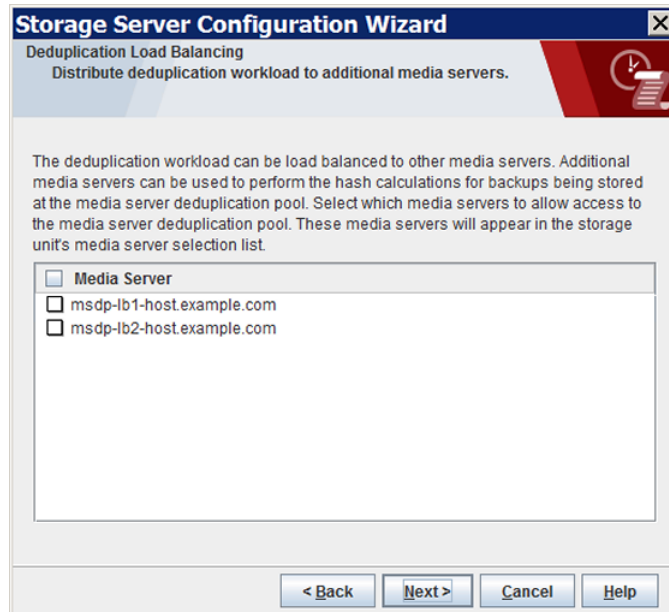 Storage Server Configuration Wizard
Deduplication Load Balancing
Distribute deduplication workload to additional media servers.
The deduplication workload can be load balanced to other media servers. Additional
media servers can be used to perform the hash calculations for backups being stored
at the media server deduplication pool. Select which media servers to allow access to
the media server deduplication pool. These media servers will appear in the storage
unit's media server selection list.
Media Server
msdp-lb1-host.example.com
msdp-lb2-host.example.com
< Back Next > Cancel Help